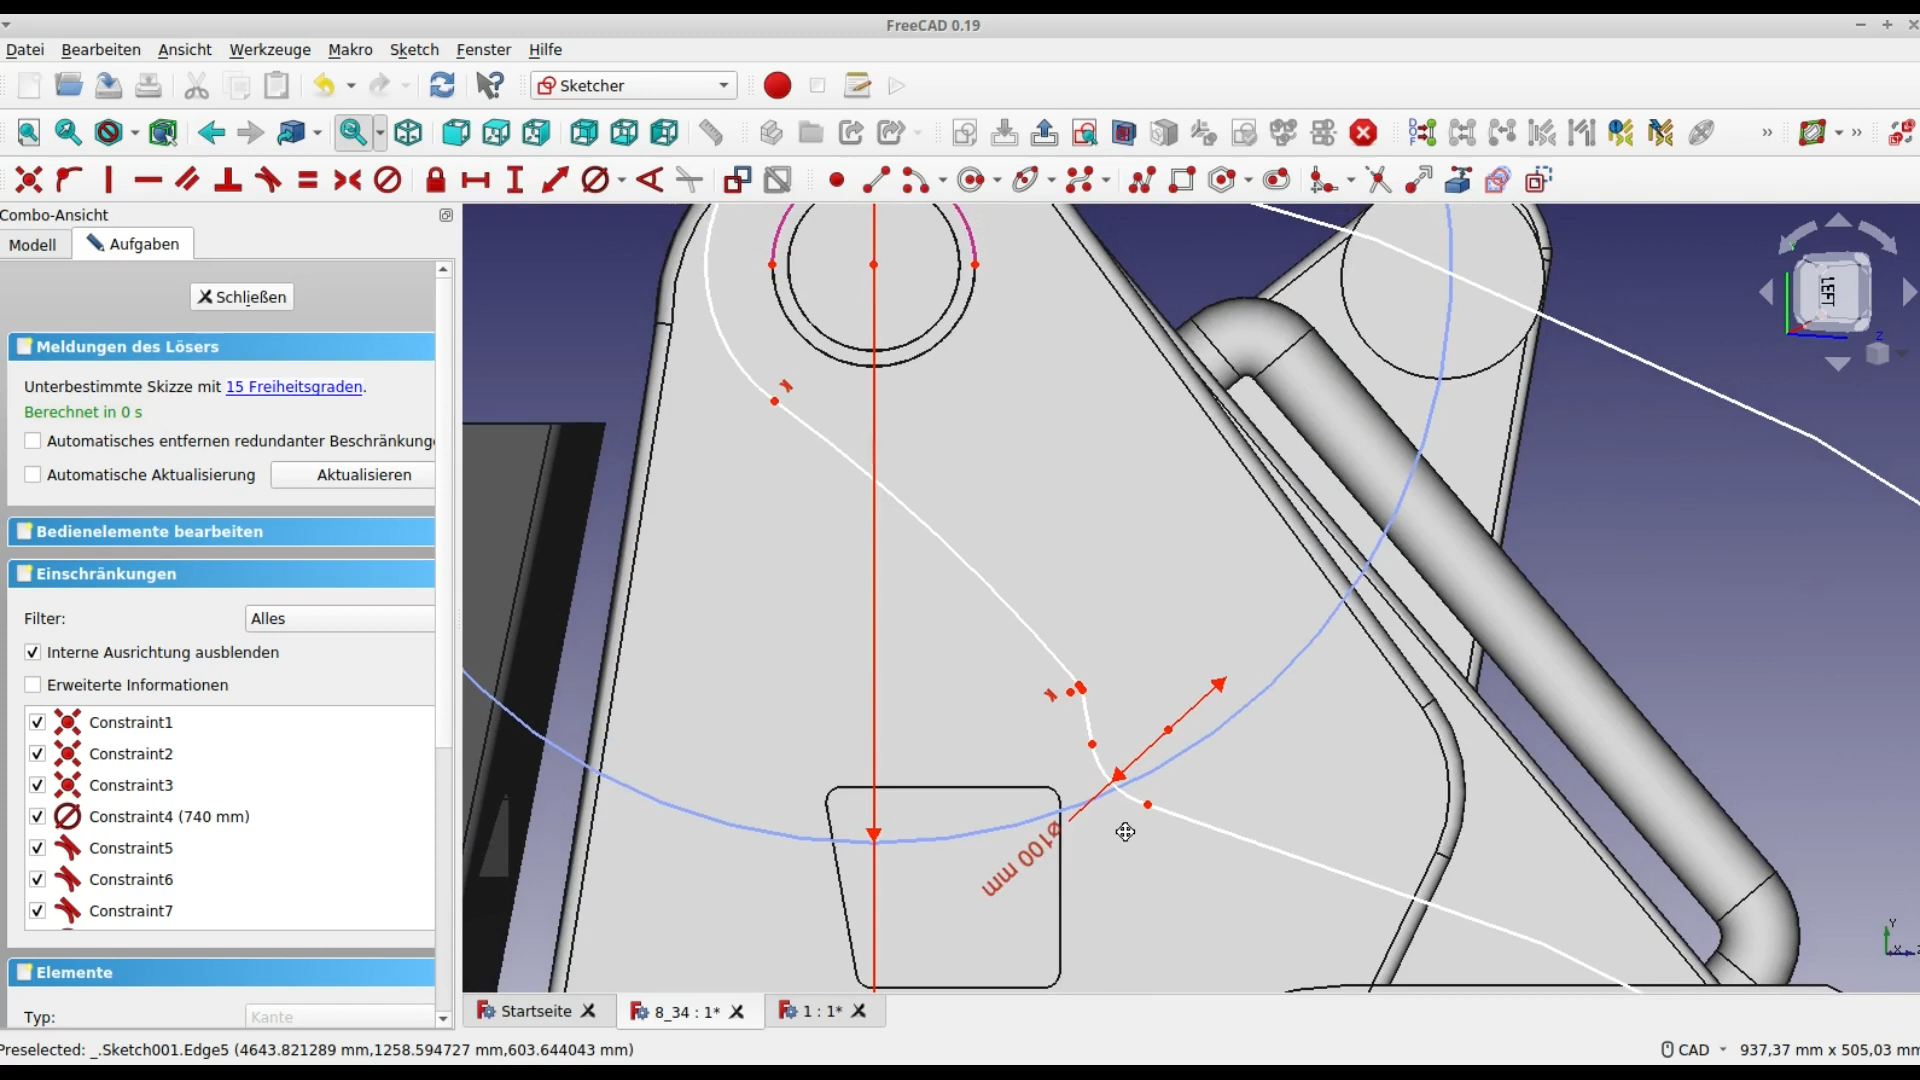 FreeCAD 0.19
Datei Bearbeiten Ansicht Werkzeuge Makro Sketch Fenster Hilfe
Sketcher
Combo-Ansicht
Modell Aufgaben
Schließen
Meldungen des Lösers
Unterbestimmte Skizze mit 15 Freiheitsgraden.
Berechnet in 0 s
Automatisches entfernen redundanter Beschränkung
Automatische Aktualisierung Aktualisieren
Bedienelemente bearbeiten
Einschränkungen
Filter: Alles
Interne Ausrichtung ausblenden
Erweiterte Informationen
Constraint1
Constraint2
Constraint3
Constraint4 (740 mm)
Constraint5
Constraint6
Constraint7
Elemente
Typ: Kante
LEFT
Z
⌀100 mm
Y
X
Startseite 8_34 : 1* 1 : 1*
Preselected: _.Sketch001.Edge5 (4643.821289 mm,1258.594727 mm,603.644043 mm)
CAD 937,37 mm x 505,03 mm